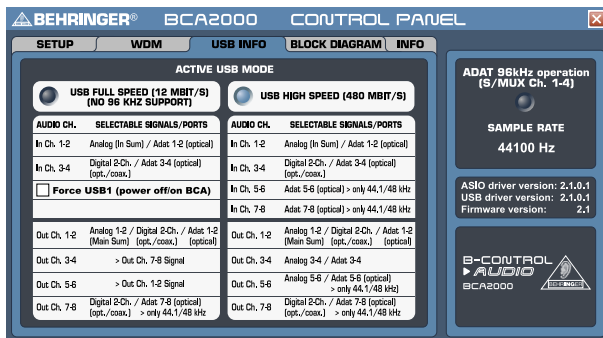 BEHRINGER® BCA2000 CONTROL PANEL
SETUP WDM USB INFO BLOCK DIAGRAM INFO
ACTIVE USB MODE
USB FULL SPEED (12 MBIT/S)
(NO 96 KHZ SUPPORT)
AUDIO CH. SELECTABLE SIGNALS/PORTS
In Ch. 1-2 Analog (In Sum) / Adat 1-2 (optical)
In Ch. 3-4 Digital 2-Ch. / Adat 3-4 (optical)
(opt./coax.)
Force USB1 (power off/on BCA)
Out Ch. 1-2 Analog 1-2 / Digital 2-Ch. / Adat 1-2
(Main Sum) (opt./coax.) (optical)
Out Ch. 3-4 > Out Ch. 7-8 Signal
Out Ch. 5-6 > Out Ch. 1-2 Signal
Out Ch. 7-8 Digital 2-Ch. / Adat 7-8 (optical)
(opt./coax.) > only 44.1/48 kHz
USB HIGH SPEED (480 MBIT/S)
AUDIO CH. SELECTABLE SIGNALS/PORTS
In Ch. 1-2 Analog (In Sum) / Adat 1-2 (optical)
In Ch. 3-4 Digital 2-Ch. / Adat 3-4 (optical)
(opt./coax.)
In Ch. 5-6 Adat 5-6 (optical) > only 44.1/48 kHz
In Ch. 7-8 Adat 7-8 (optical) > only 44.1/48 kHz
Out Ch. 1-2 Analog 1-2 / Digital 2-Ch. / Adat 1-2
(Main Sum) (opt./coax.) (optical)
Out Ch. 3-4 Analog 3-4 / Adat 3-4
Out Ch. 5-6 Analog 5-6 / Adat 5-6 (optical)
> only 44.1/48 kHz)
Out Ch. 7-8 Digital 2-Ch. / Adat 7-8 (optical)
(opt./coax.) > only 44.1/48 kHz
ADAT 96kHz operation
(S/MUX Ch. 1-4)
SAMPLE RATE
44100 Hz
ASIO driver version: 2.1.0.1
USB driver version: 2.1.0.1
Firmware version: 2.1
B-CONTROL
AUDIO
BCA2000
BEHRINGER